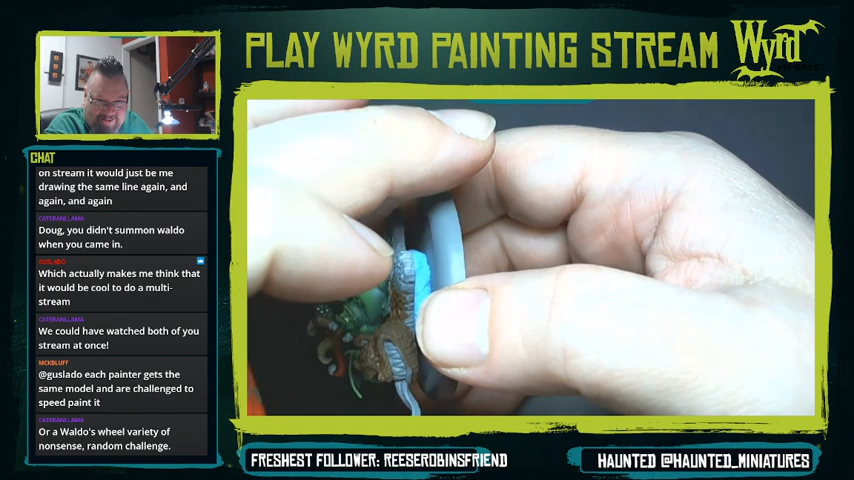 PLAY WYRD PAINTING STREAM
Wyrd
CHAT
on stream it would just be me
drawing the same line again, and
again, and again
CATERANLLAMA
Doug, you didn't summon waldo
when you came in.
GUSLADO
Which actually makes me think that
it would be cool to do a multi-
stream
CATERANLLAMA
We could have watched both of you
stream at once!
MCKBLUFF
@guslado each painter gets the
same model and are challenged to
speed paint it
CATERANLLAMA
Or a Waldo's wheel variety of
nonsense, random challenge.
FRESHEST FOLLOWER: REESEROBINSFRIEND
HAUNTED @HAUNTED_MINIATURES